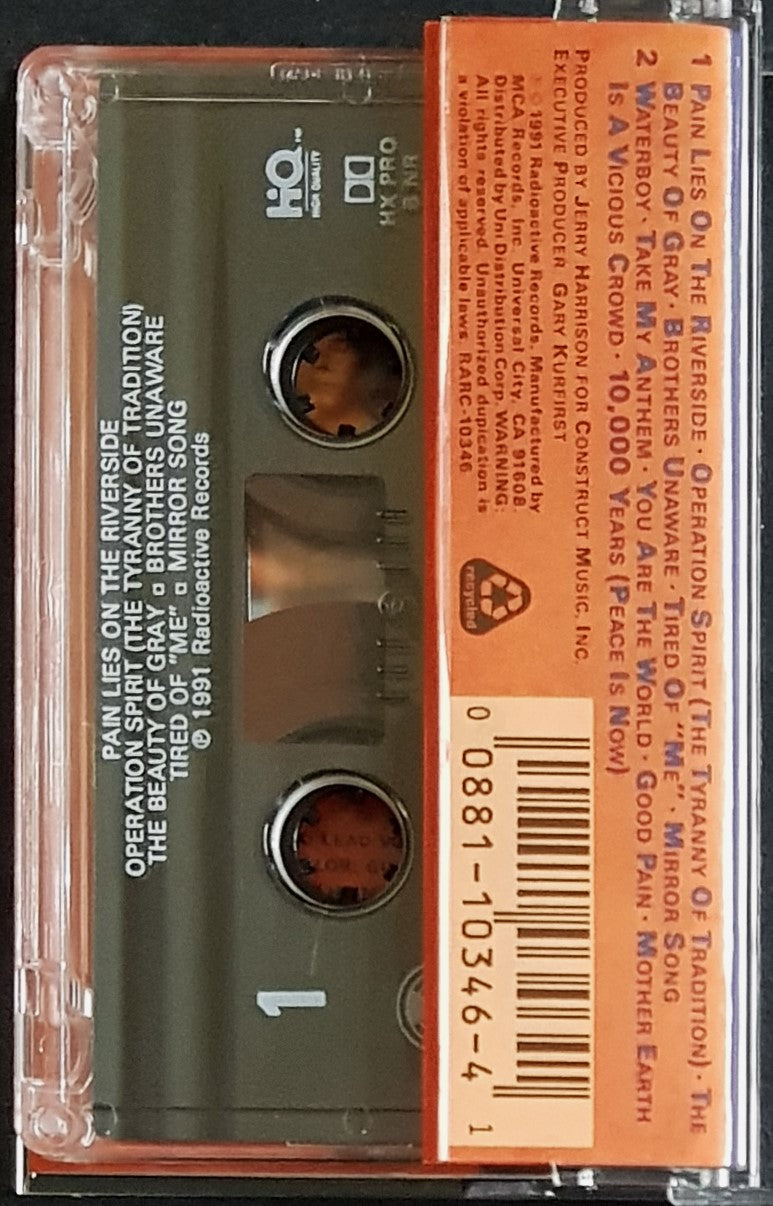 1 PAIN LIES ON THE RIVERSIDE · OPERATION SPIRIT (THE TYRANNY OF TRADITION) · THE
BEAUTY OF GRAY · BROTHERS UNAWARE · TIRED OF "ME" · MIRROR SONG
2 WATERBOY · TAKE MY ANTHEM · YOU ARE THE WORLD · GOOD PAIN · MOTHER EARTH
IS A VICIOUS CROWD · 10,000 YEARS (PEACE IS NOW)
PRODUCED BY JERRY HARRISON FOR CONSTRUCT MUSIC, INC.
EXECUTIVE PRODUCER GARY KURFIRST
℗ © 1991 Radioactive Records. Manufactured by
MCA Records, Inc. Universal City, CA 91608.
Distributed by Uni Distribution Corp. WARNING:
All rights reserved. Unauthorized duplication is
a violation of applicable laws. RARC-10346
recycled
0 0881-10346-4 1
HQ™
HIGH QUALITY
HX PRO
B NR
PAIN LIES ON THE RIVERSIDE
OPERATION SPIRIT (THE TYRANNY OF TRADITION)
THE BEAUTY OF GRAY □ BROTHERS UNAWARE
TIRED OF "ME" □ MIRROR SONG
℗ 1991 Radioactive Records
1